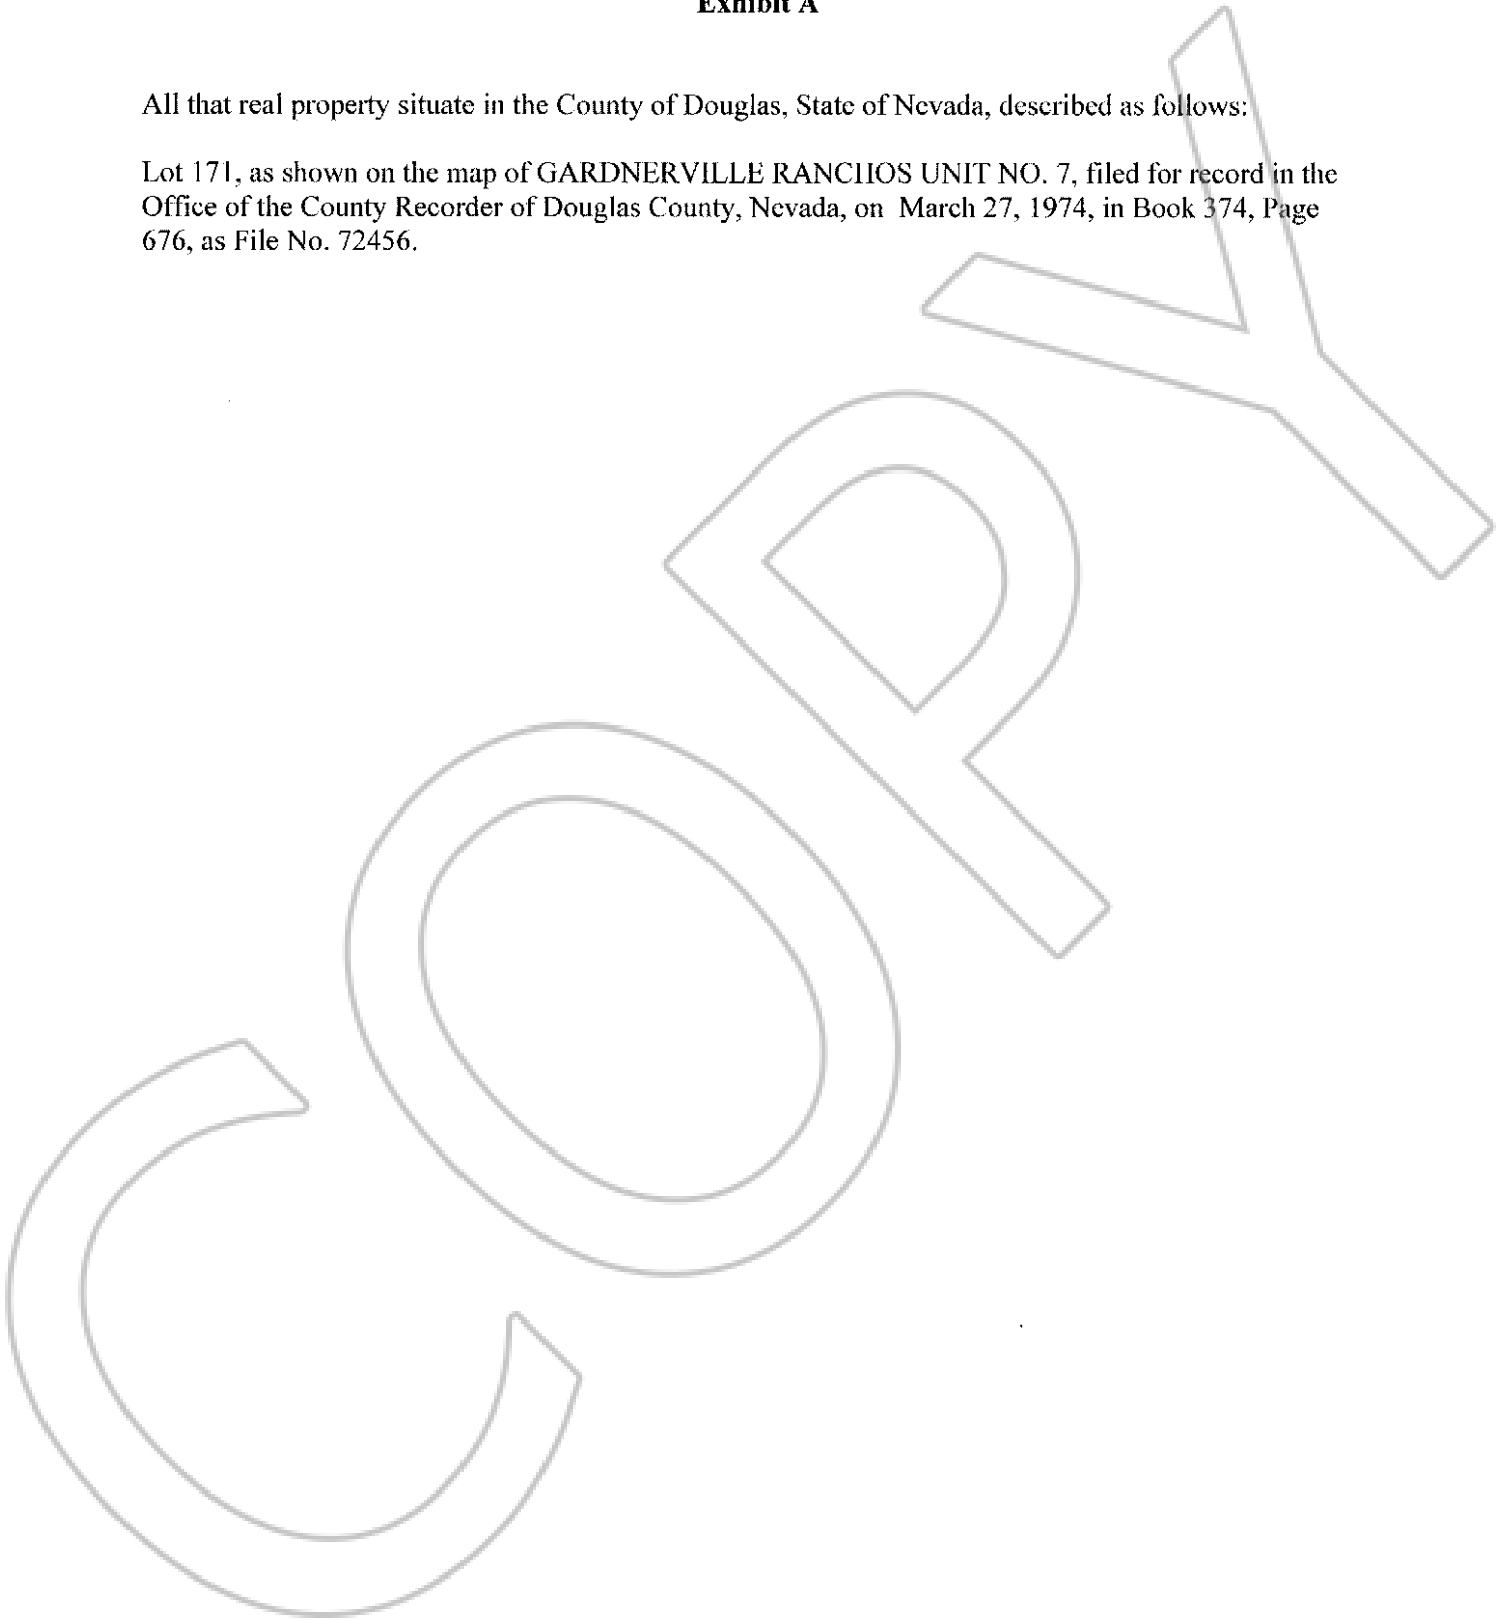 Exhibit A
All that real property situate in the County of Douglas, State of Nevada, described as follows:
Lot 171, as shown on the map of GARDNERVILLE RANCHOS UNIT NO. 7, filed for record in the
Office of the County Recorder of Douglas County, Nevada, on March 27, 1974, in Book 374, Page
676, as File No. 72456.
COPY